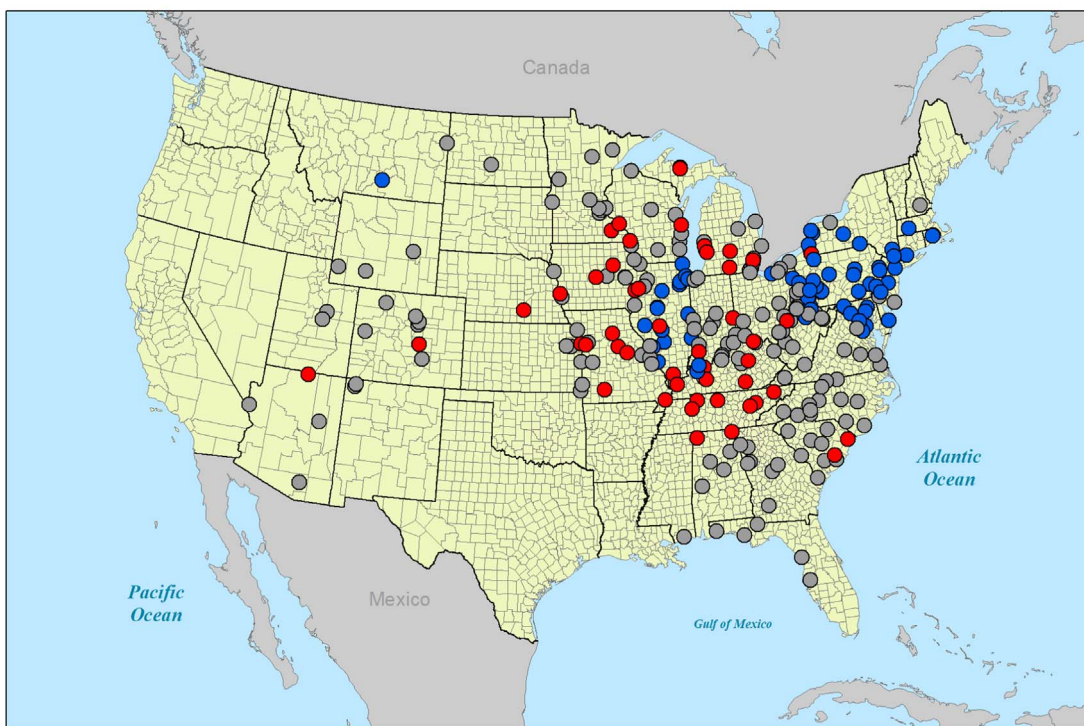 Canada
Atlantic
Ocean
Pacific
Ocean
Mexico
Gulf of Mexico